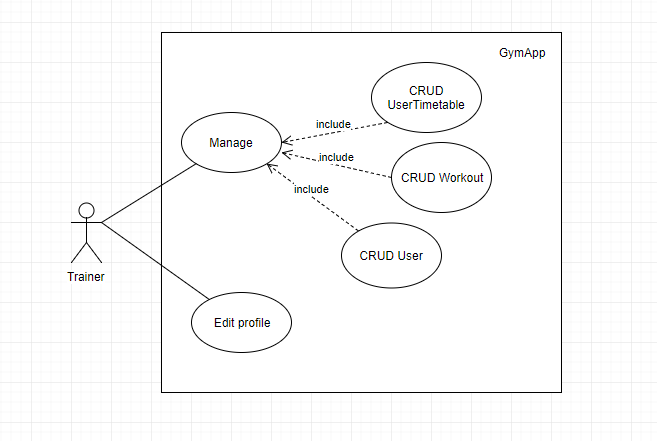 GymApp
CRUD
UserTimetable
include
Manage
include
CRUD Workout
include
CRUD User
Trainer
Edit profile